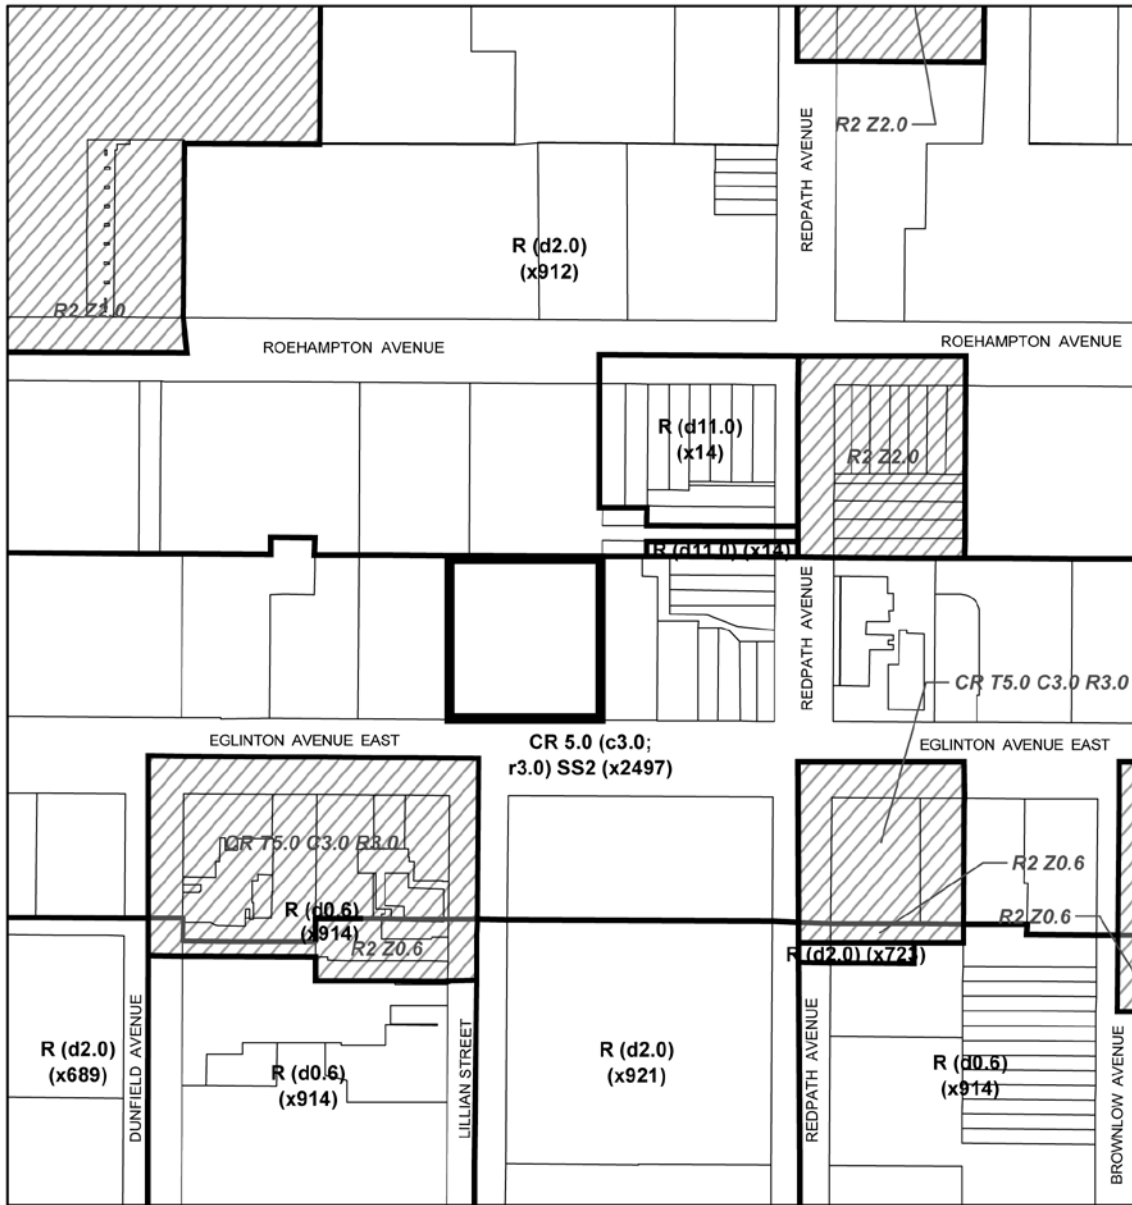 R2 Z2.0
REDPATH AVENUE
R (d2.0)
(x912)
R2 Z2.0
ROEHAMPTON AVENUE
ROEHAMPTON AVENUE
R (d11.0)
(x14)
R2 Z2.0
R (d11.0) (x14)
REDPATH AVENUE
CR T5.0 C3.0 R3.0
EGLINTON AVENUE EAST
CR 5.0 (c3.0;
r3.0) SS2 (x2497)
EGLINTON AVENUE EAST
CR T5.0 C3.0 R3.0
R2 Z0.6
R (d0.6)
(x914)
R2 Z0.6
R2 Z0.6
R (d2.0) (x723)
DUNFIELD AVENUE
LILLIAN STREET
REDPATH AVENUE
BROWNLOW AVENUE
R (d2.0)
(x689)
R (d0.6)
(x914)
R (d2.0)
(x921)
R (d0.6)
(x914)